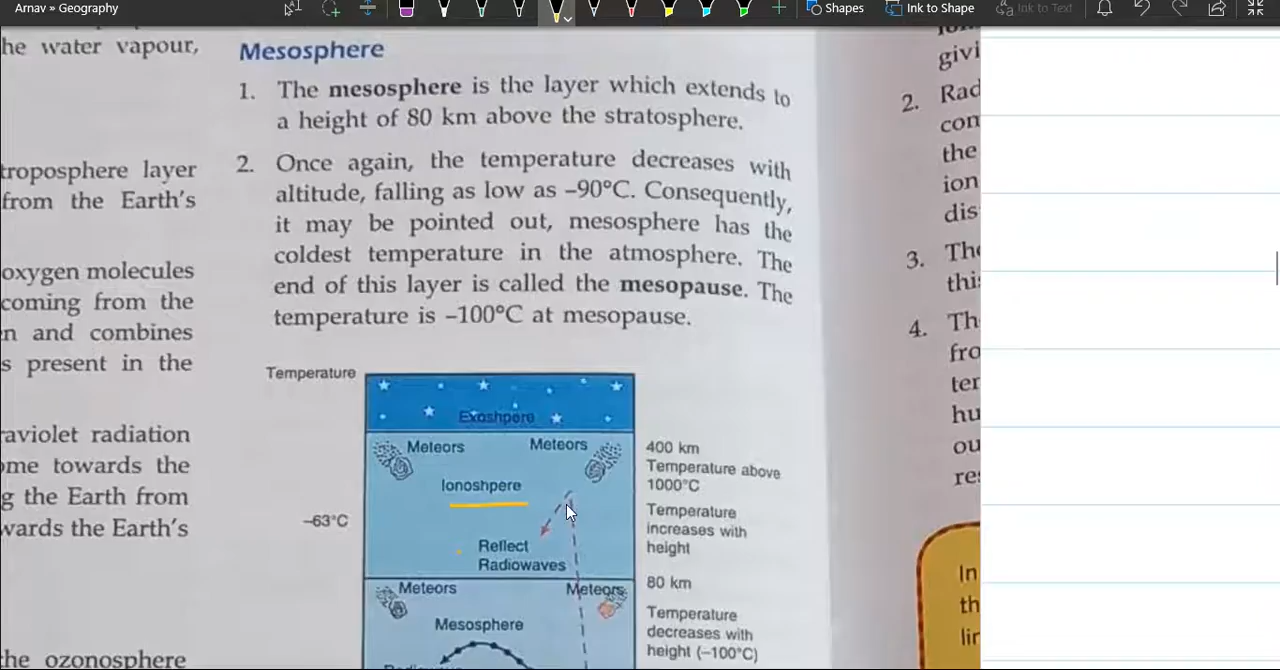 Arnav » Geography
Shapes
Ink to Shape
Ink to Text
he water vapour,
troposphere layer
from the Earth's
oxygen molecules
coming from the
n and combines
s present in the
raviolet radiation
ome towards the
g the Earth from
wards the Earth's
he ozonosphere
Mesosphere
1. The mesosphere is the layer which extends to
a height of 80 km above the stratosphere.
2. Once again, the temperature decreases with
altitude, falling as low as –90°C. Consequently,
it may be pointed out, mesosphere has the
coldest temperature in the atmosphere. The
end of this layer is called the mesopause. The
temperature is –100°C at mesopause.
Temperature
Exoshpere
Meteors Meteors
400 km
Temperature above
1000°C
Ionoshpere
–63°C
Temperature
increases with
height
Reflect
Radiowaves
80 km
Meteors Meteors
Mesosphere
Temperature
decreases with
height (–100°C)
givi
2. Rad
com
the
ion
dis
3. The
this
4. Th
fro
ter
hu
ou
res
In
th
lin